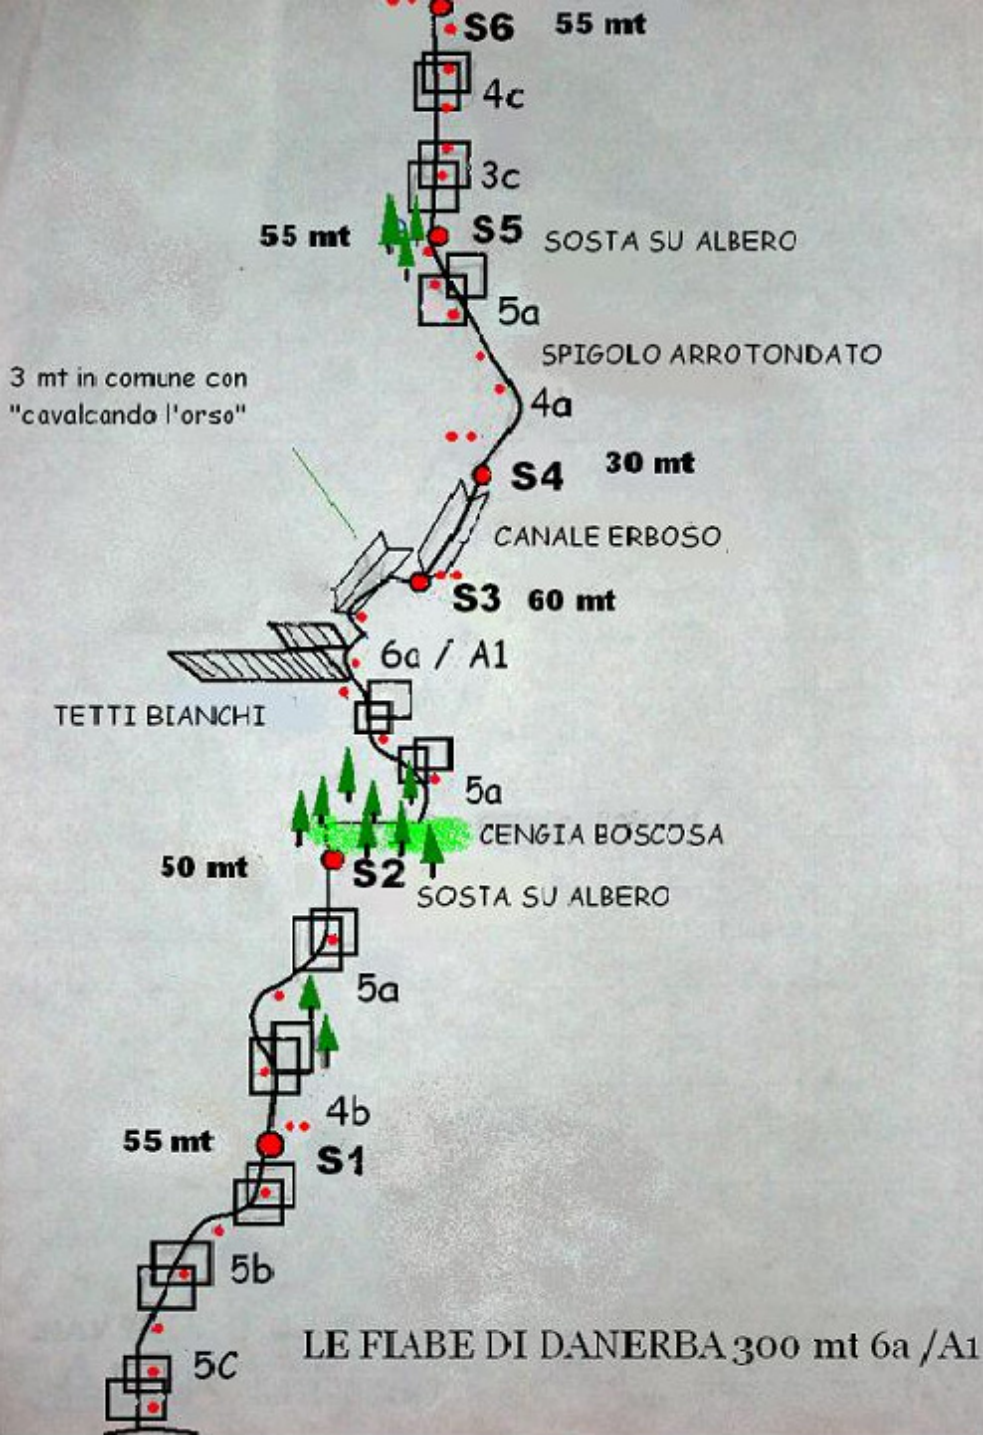 S6 55 mt
4c
3c
55 mt S5 SOSTA SU ALBERO
5a
SPIGOLO ARROTONDATO
3 mt in comune con
"cavalcando l'orso"
4a
S4 30 mt
CANALE ERBOSO
S3 60 mt
6a / A1
TETTI BIANCHI
5a
CENGIA BOSCOSA
50 mt S2
SOSTA SU ALBERO
5a
4b
55 mt S1
5b
LE FIABE DI DANERBA 300 mt 6a /A1
5C